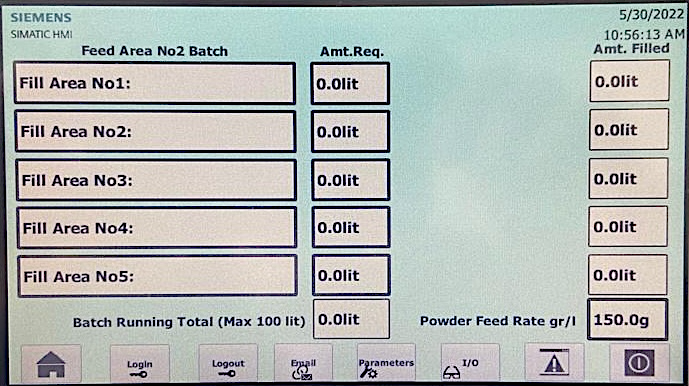 SIEMENS
5/30/2022
SIMATIC HMI
10:56:13 AM
Feed Area No2 Batch
Amt.Req.
Amt. Filled
Fill Area No1:
0.0lit
0.0lit
Fill Area No2:
0.0lit
0.0lit
Fill Area No3:
0.0lit
0.0lit
Fill Area No4:
0.0lit
0.0lit
Fill Area No5:
0.0lit
0.0lit
Batch Running Total (Max 100 lit)
0.0lit
Powder Feed Rate gr/l
150.0g
Login
Logout
Email
Parameters
I/O